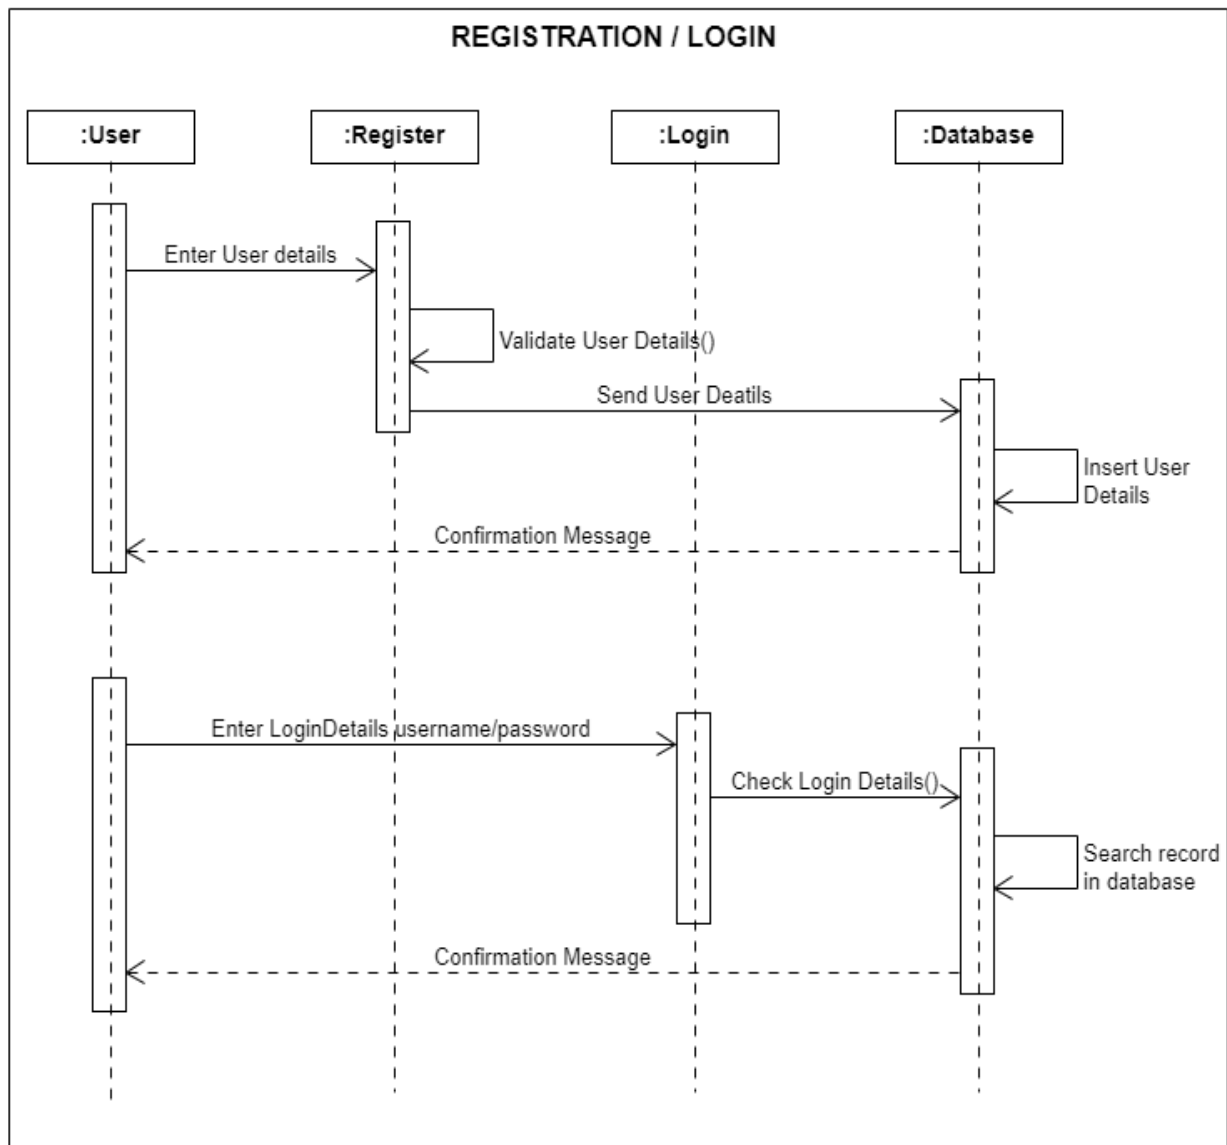 REGISTRATION / LOGIN
:User
:Register
:Login
:Database
Enter User details
Validate User Details()
Send User Deatils
Insert User
Details
Confirmation Message
Enter LoginDetails username/password
Check Login Details()
Search record
in database
Confirmation Message